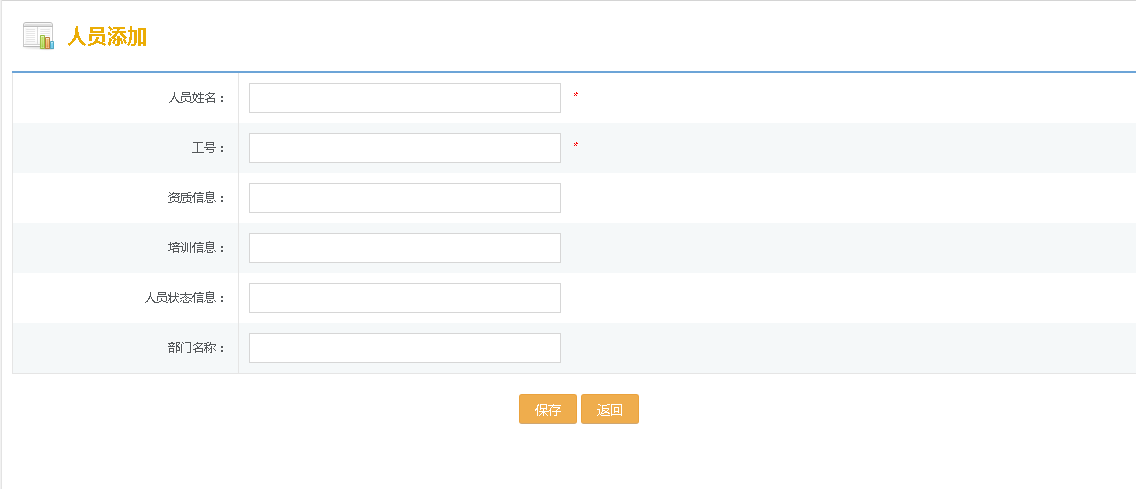 人员添加
人员姓名： *
工号： *
资质信息：
培训信息：
人员状态信息：
部门名称：
保存 返回